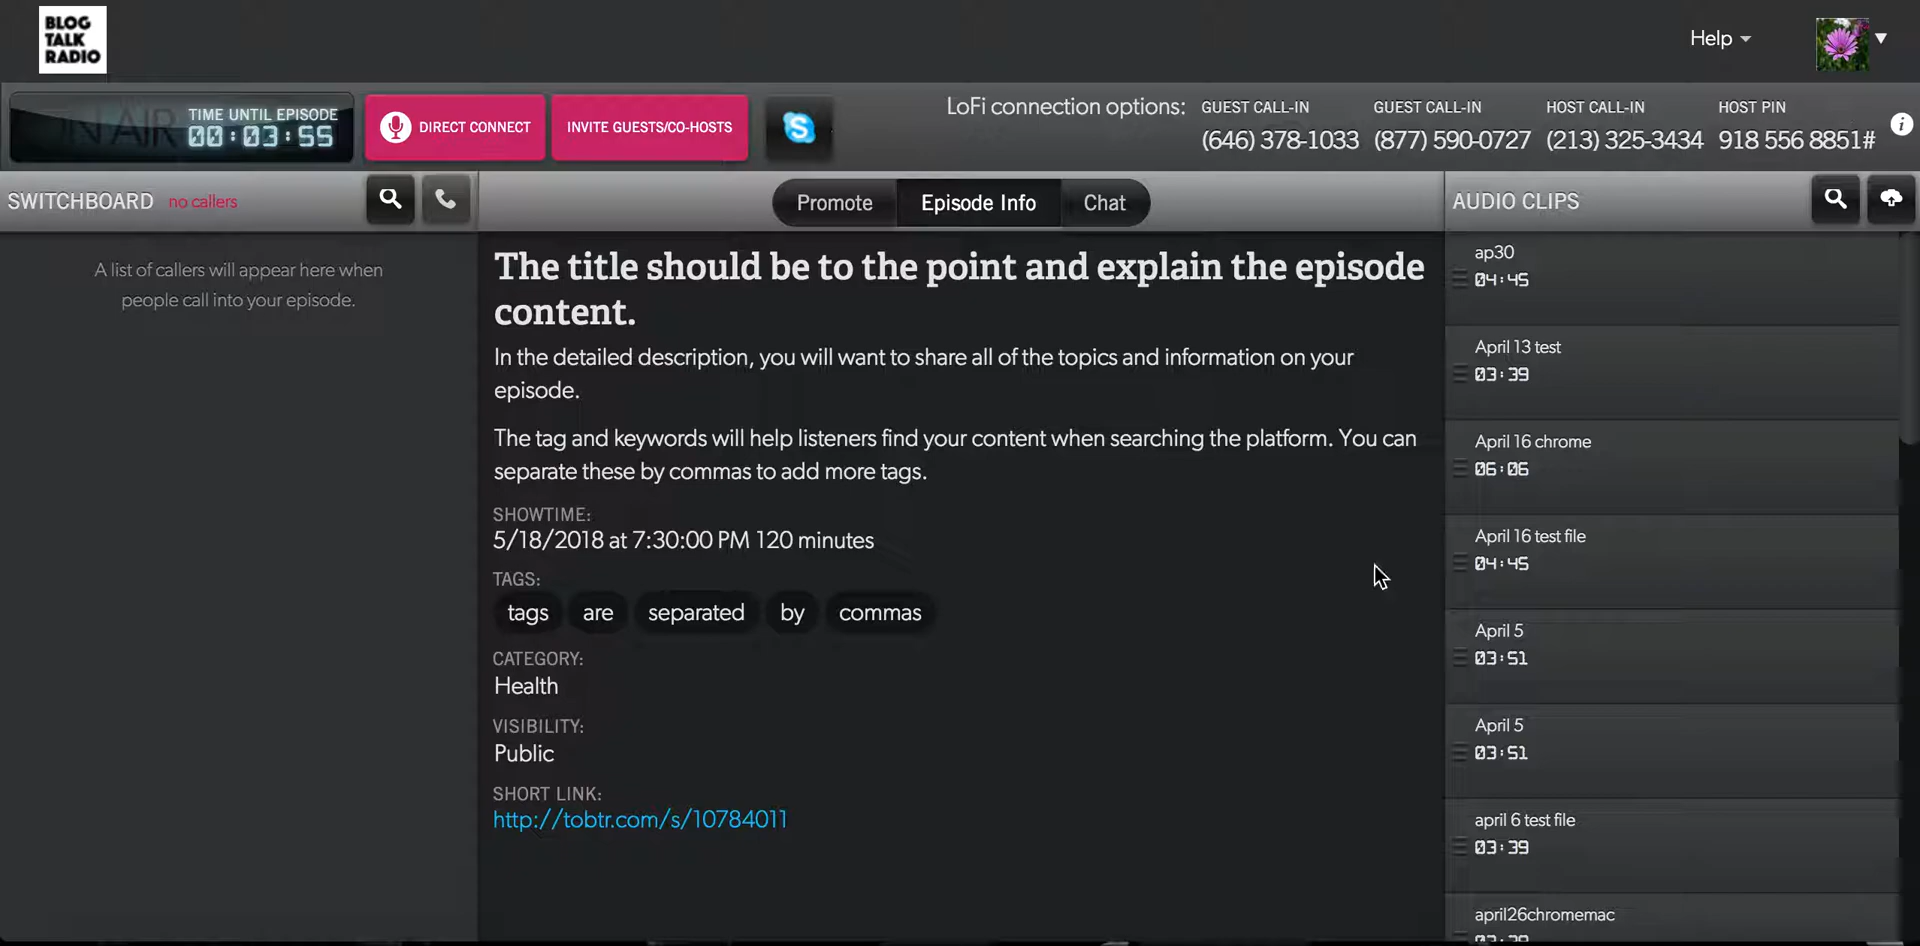 BLOG
TALK
RADIO
Help
TIME UNTIL EPISODE
00:03:55
DIRECT CONNECT
INVITE GUESTS/CO-HOSTS
LoFi connection options:
GUEST CALL-IN
(646) 378-1033
GUEST CALL-IN
(877) 590-0727
HOST CALL-IN
(213) 325-3434
HOST PIN
918 556 8851#
SWITCHBOARD no callers
Promote
Episode Info
Chat
AUDIO CLIPS
A list of callers will appear here when
people call into your episode.
The title should be to the point and explain the episode
content.
In the detailed description, you will want to share all of the topics and information on your
episode.
The tag and keywords will help listeners find your content when searching the platform. You can
separate these by commas to add more tags.
SHOWTIME:
5/18/2018 at 7:30:00 PM 120 minutes
TAGS:
tags are separated by commas
CATEGORY:
Health
VISIBILITY:
Public
SHORT LINK:
http://tobtr.com/s/10784011
ap30
04:45
April 13 test
03:39
April 16 chrome
06:06
April 16 test file
04:45
April 5
03:51
April 5
03:51
april 6 test file
03:39
april26chromemac